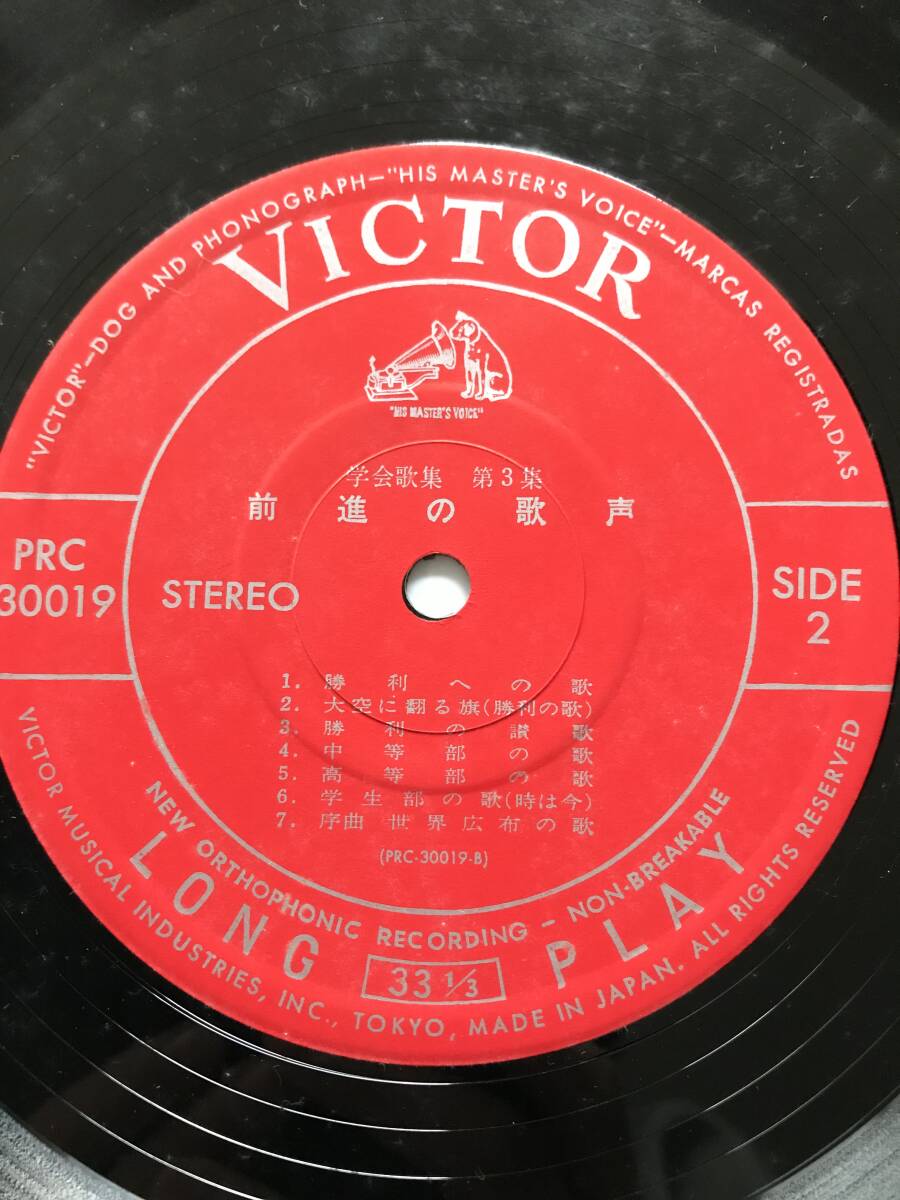 "VICTOR"—DOG AND PHONOGRAPH—"HIS MASTER'S VOICE"—MARCAS REGISTRADAS
VICTOR
"HIS MASTER'S VOICE"
学会歌集 第3集
前進の歌声
PRC
30019
STEREO
SIDE
2
1. 勝利への歌
2. 大空に翻る旗(勝利の歌)
3. 勝利の讃歌
4. 中等部の歌
5. 高等部の歌
6. 学生部の歌(時は今)
7. 序曲 世界広布の歌
(PRC-30019-B)
NEW ORTHOPHONIC RECORDING — NON-BREAKABLE
LONG PLAY
33 1/3
VICTOR MUSICAL INDUSTRIES, INC., TOKYO, MADE IN JAPAN. ALL RIGHTS RESERVED